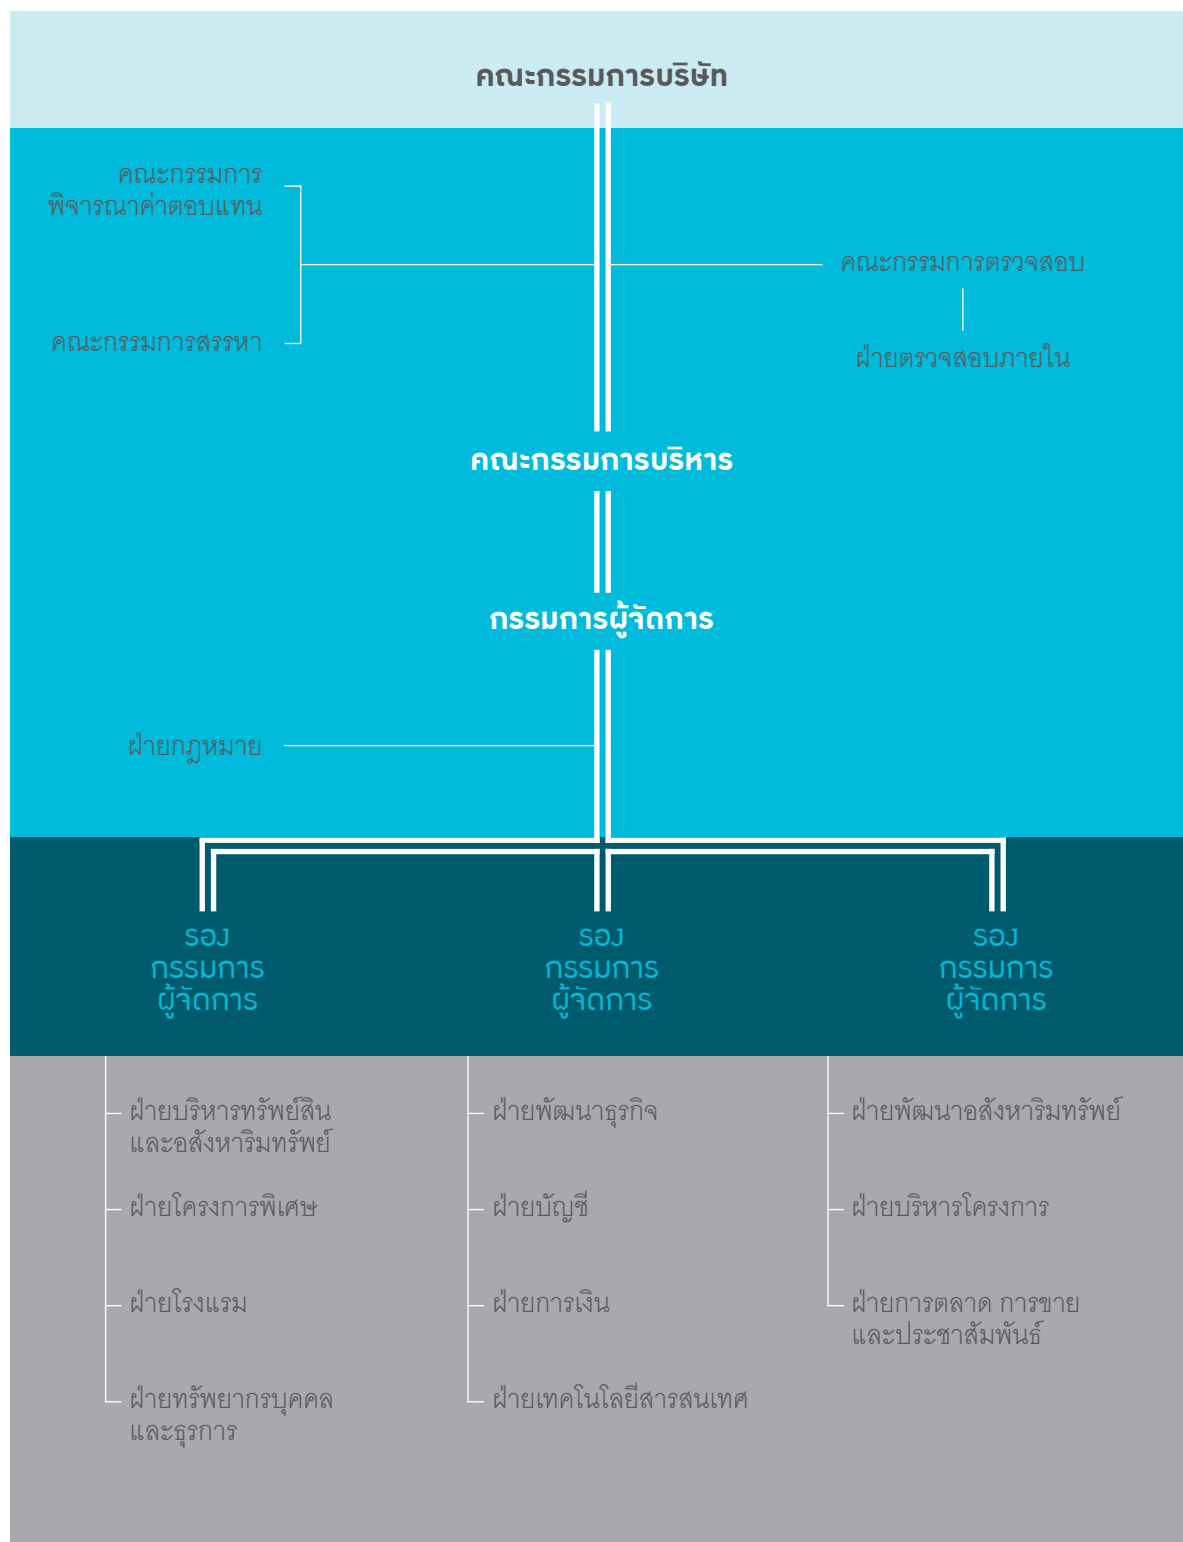 คณะกรรมการบริษัท
คณะกรรมการ
พิจารณาค่าตอบแทน
คณะกรรมการสรรหา
คณะกรรมการตรวจสอบ
ฝ่ายตรวจสอบภายใน
คณะกรรมการบริหาร
กรรมการผู้จัดการ
ฝ่ายกฎหมาย
รอง
กรรมการ
ผู้จัดการ
รอง
กรรมการ
ผู้จัดการ
รอง
กรรมการ
ผู้จัดการ
ฝ่ายบริหารทรัพย์สิน
และอสังหาริมทรัพย์
ฝ่ายโครงการพิเศษ
ฝ่ายโรงแรม
ฝ่ายทรัพยากรบุคคล
และธุรการ
ฝ่ายพัฒนาธุรกิจ
ฝ่ายบัญชี
ฝ่ายการเงิน
ฝ่ายเทคโนโลยีสารสนเทศ
ฝ่ายพัฒนาอสังหาริมทรัพย์
ฝ่ายบริหารโครงการ
ฝ่ายการตลาด การขาย
และประชาสัมพันธ์